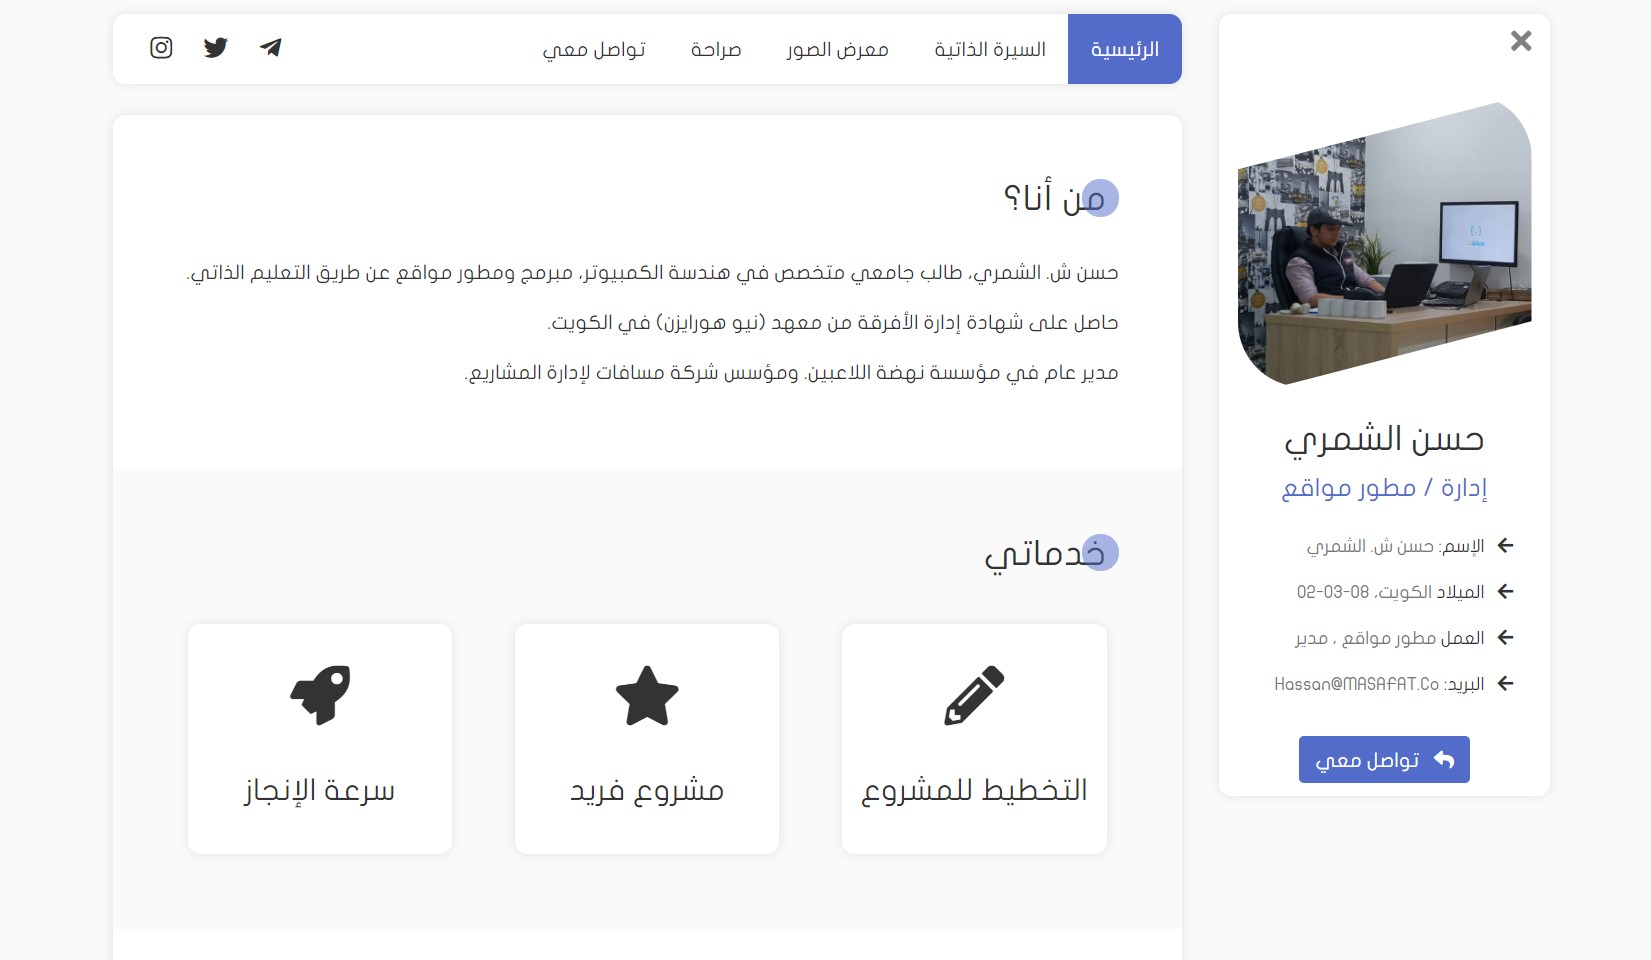 الرئيسية
السيرة الذاتية
معرض الصور
صراحة
تواصل معي
حسن الشمري
إدارة / مطور مواقع
الإسم: حسن ش. الشمري
الميلاد الكويت، 08-03-02
العمل مطور مواقع ، مدير
البريد: Hassan@MASAFAT.Co
تواصل معي
من أنا؟
حسن ش. الشمري، طالب جامعي متخصص في هندسة الكمبيوتر، مبرمج ومطور مواقع عن طريق التعليم الذاتي.
حاصل على شهادة إدارة الأفرقة من معهد (نيو هورايزن) في الكويت.
مدير عام في مؤسسة نهضة اللاعبين. ومؤسس شركة مسافات لإدارة المشاريع.
خدماتي
التخطيط للمشروع
مشروع فريد
سرعة الإنجاز